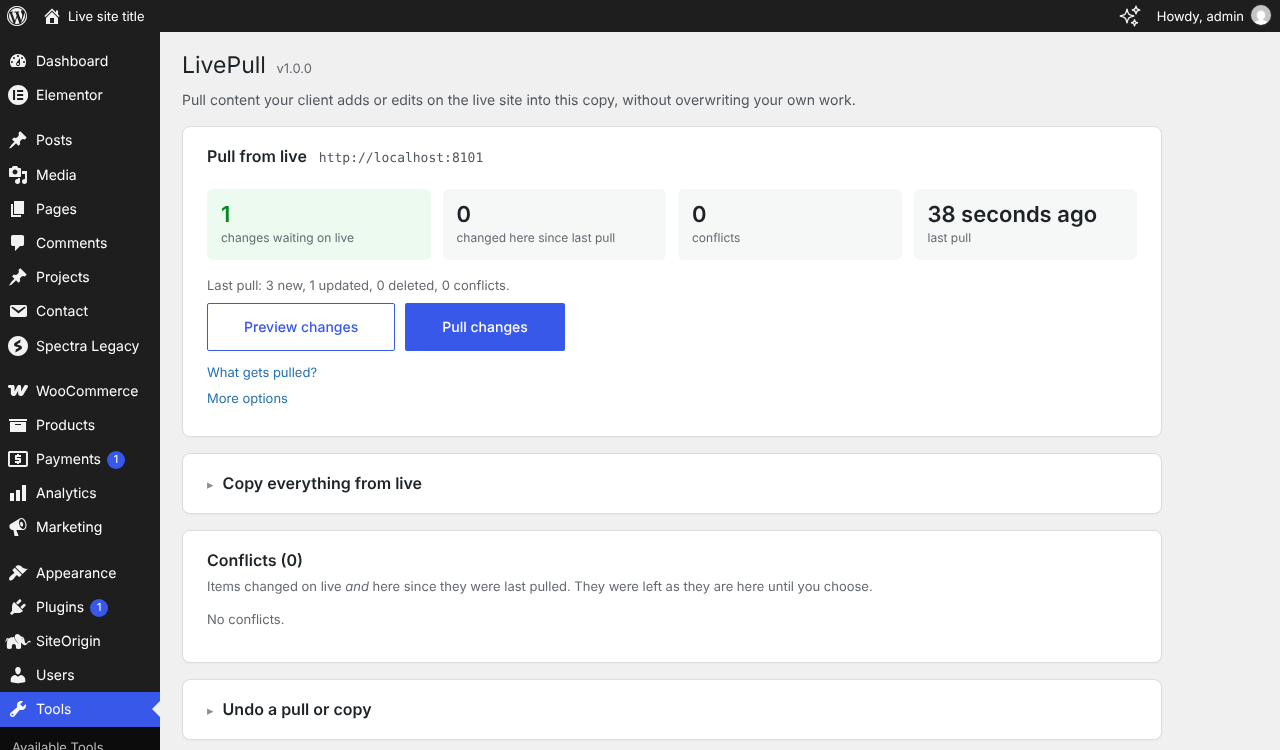 Live site title
Howdy, admin
Dashboard
Elementor
Posts
Media
Pages
Comments
Projects
Contact
Spectra Legacy
WooCommerce
Products
Payments 1
Analytics
Marketing
Appearance
Plugins 1
SiteOrigin
Users
Tools
Available Tools
LivePull v1.0.0
Pull content your client adds or edits on the live site into this copy, without overwriting your own work.
Pull from live http://localhost:8101
1
changes waiting on live
0
changed here since last pull
0
conflicts
38 seconds ago
last pull
Last pull: 3 new, 1 updated, 0 deleted, 0 conflicts.
Preview changes
Pull changes
What gets pulled?
More options
Copy everything from live
Conflicts (0)
Items changed on live and here since they were last pulled. They were left as they are here until you choose.
No conflicts.
Undo a pull or copy